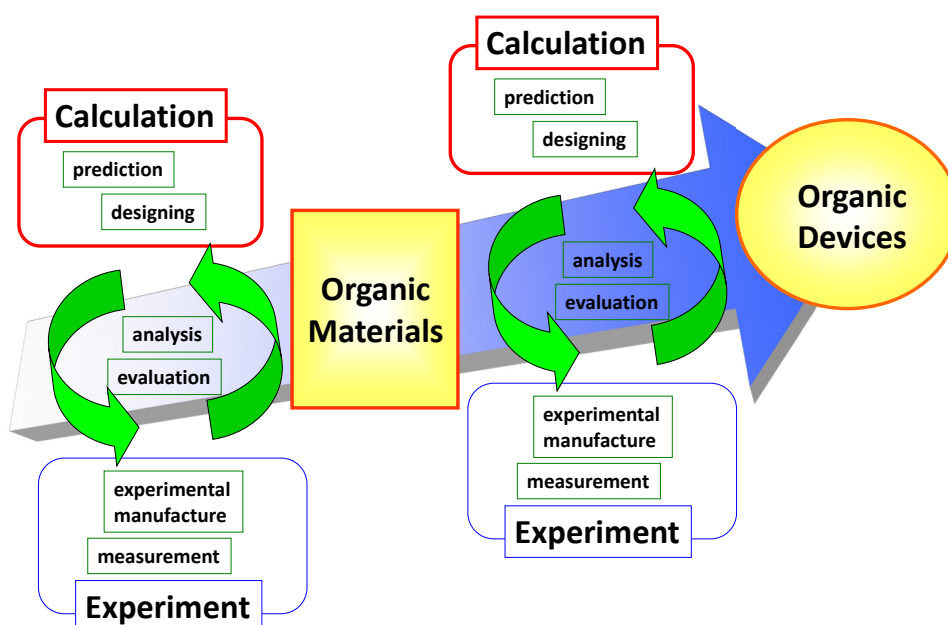 Calculation
prediction
designing
analysis
evaluation
experimental
manufacture
measurement
Experiment
Organic
Materials
Calculation
prediction
designing
analysis
evaluation
experimental
manufacture
measurement
Experiment
Organic
Devices